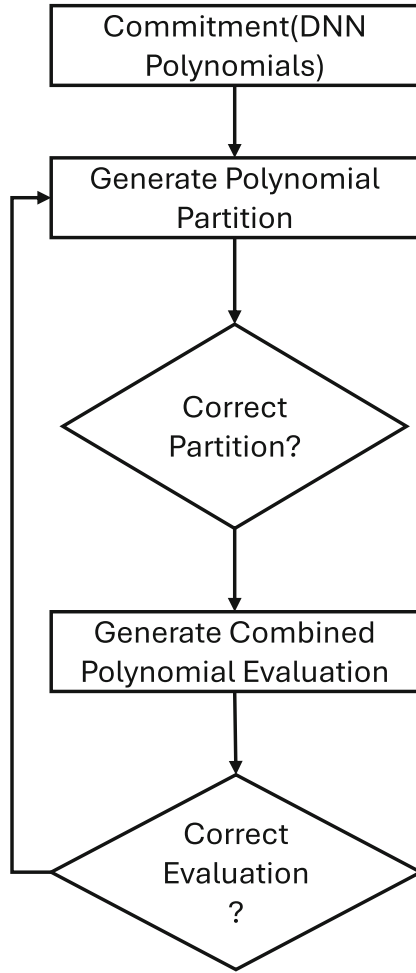 Commitment(DNN
Polynomials)
Generate Polynomial
Partition
Correct
Partition?
Generate Combined
Polynomial Evaluation
Correct
Evaluation
?